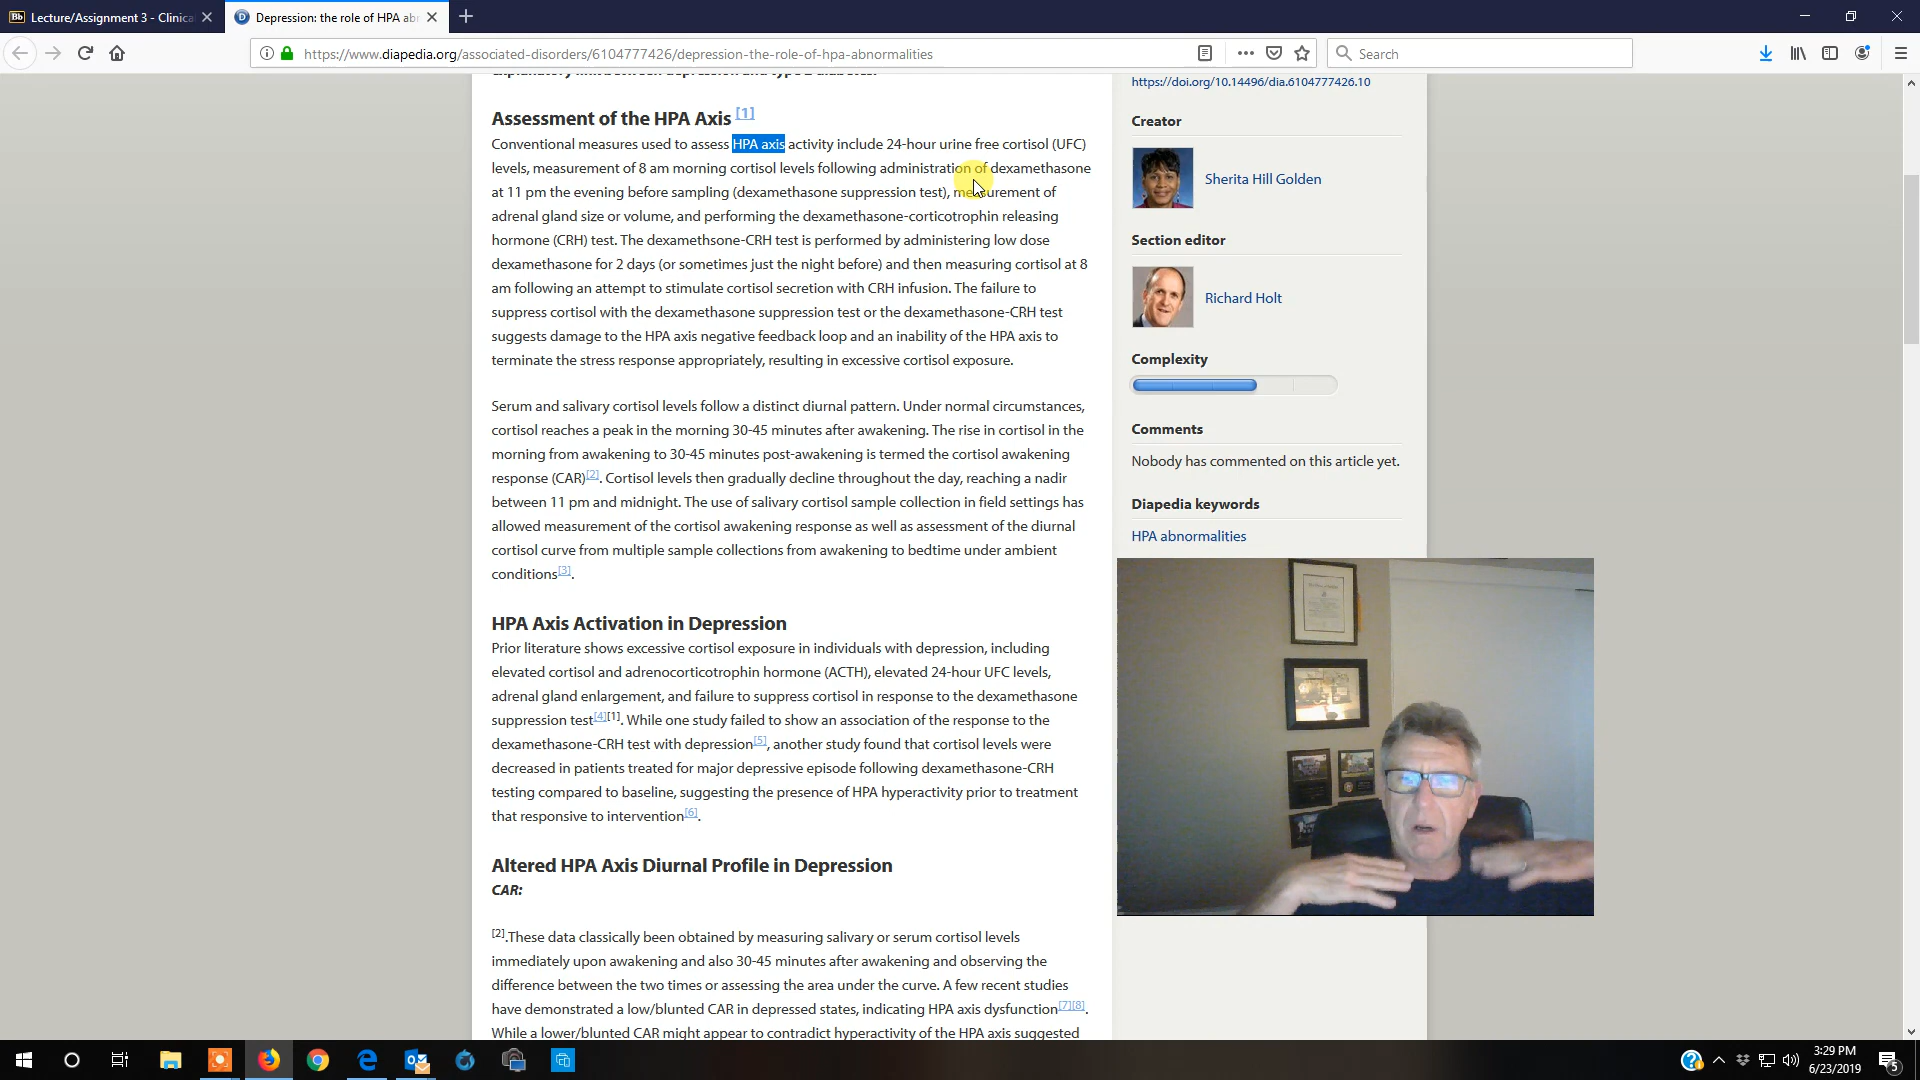 Lecture/Assignment 3 - Clinica
Depression: the role of HPA ab
https://www.diapedia.org/associated-disorders/6104777426/depression-the-role-of-hpa-abnormalities
Search
Assessment of the HPA Axis [1]
Conventional measures used to assess HPA axis activity include 24-hour urine free cortisol (UFC)
levels, measurement of 8 am morning cortisol levels following administration of dexamethasone
at 11 pm the evening before sampling (dexamethasone suppression test), measurement of
adrenal gland size or volume, and performing the dexamethasone-corticotrophin releasing
hormone (CRH) test. The dexamethsone-CRH test is performed by administering low dose
dexamethasone for 2 days (or sometimes just the night before) and then measuring cortisol at 8
am following an attempt to stimulate cortisol secretion with CRH infusion. The failure to
suppress cortisol with the dexamethasone suppression test or the dexamethasone-CRH test
suggests damage to the HPA axis negative feedback loop and an inability of the HPA axis to
terminate the stress response appropriately, resulting in excessive cortisol exposure.
Serum and salivary cortisol levels follow a distinct diurnal pattern. Under normal circumstances,
cortisol reaches a peak in the morning 30-45 minutes after awakening. The rise in cortisol in the
morning from awakening to 30-45 minutes post-awakening is termed the cortisol awakening
response (CAR)[2]. Cortisol levels then gradually decline throughout the day, reaching a nadir
between 11 pm and midnight. The use of salivary cortisol sample collection in field settings has
allowed measurement of the cortisol awakening response as well as assessment of the diurnal
cortisol curve from multiple sample collections from awakening to bedtime under ambient
conditions[3].
HPA Axis Activation in Depression
Prior literature shows excessive cortisol exposure in individuals with depression, including
elevated cortisol and adrenocorticotrophin hormone (ACTH), elevated 24-hour UFC levels,
adrenal gland enlargement, and failure to suppress cortisol in response to the dexamethasone
suppression test[4][1]. While one study failed to show an association of the response to the
dexamethasone-CRH test with depression[5], another study found that cortisol levels were
decreased in patients treated for major depressive episode following dexamethasone-CRH
testing compared to baseline, suggesting the presence of HPA hyperactivity prior to treatment
that responsive to intervention[6].
Altered HPA Axis Diurnal Profile in Depression
CAR:
[2].These data classically been obtained by measuring salivary or serum cortisol levels
immediately upon awakening and also 30-45 minutes after awakening and observing the
difference between the two times or assessing the area under the curve. A few recent studies
have demonstrated a low/blunted CAR in depressed states, indicating HPA axis dysfunction[7][8].
While a lower/blunted CAR might appear to contradict hyperactivity of the HPA axis suggested
https://doi.org/10.14496/dia.6104777426.10
Creator
Sherita Hill Golden
Section editor
Richard Holt
Complexity
Comments
Nobody has commented on this article yet.
Diapedia keywords
HPA abnormalities
3:29 PM
6/23/2019
5